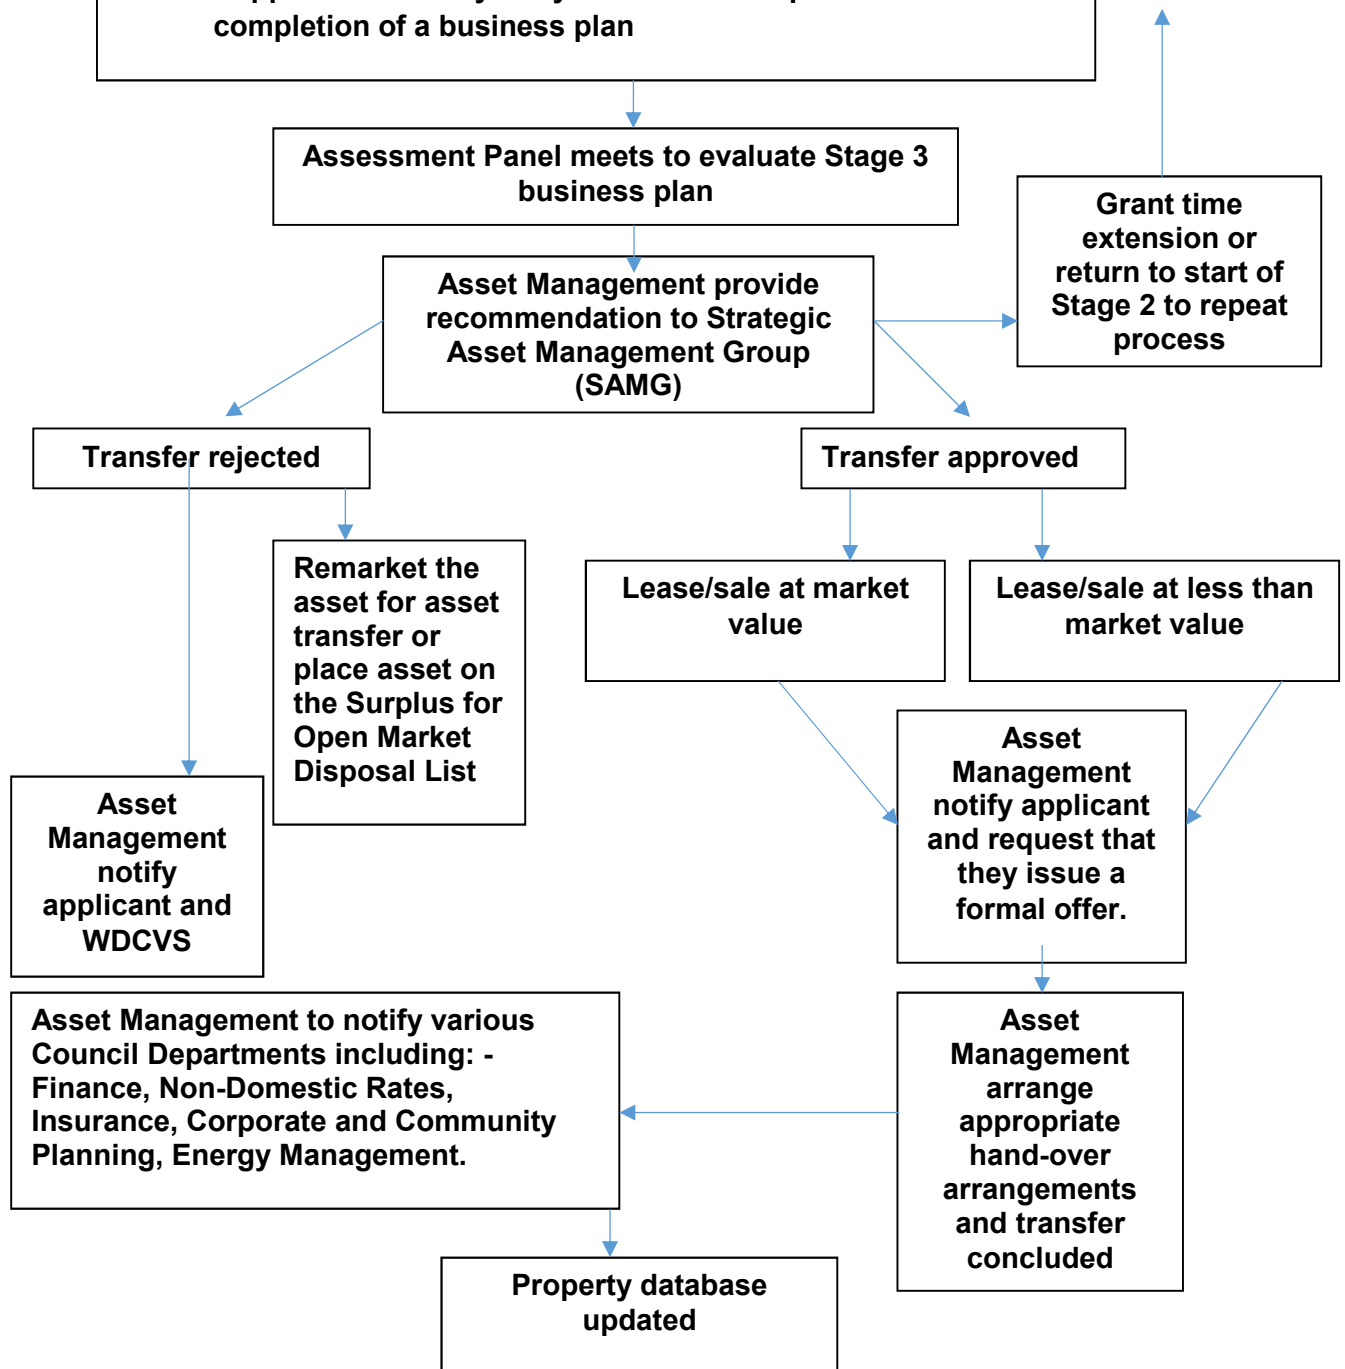 completion of a business plan
Assessment Panel meets to evaluate Stage 3
business plan
Grant time
extension or
return to start of
Stage 2 to repeat
process
Asset Management provide
recommendation to Strategic
Asset Management Group
(SAMG)
Transfer rejected
Transfer approved
Remarket the
asset for asset
transfer or
place asset on
the Surplus for
Open Market
Disposal List
Lease/sale at market
value
Lease/sale at less than
market value
Asset
Management
notify
applicant and
WDCVS
Asset
Management
notify applicant
and request that
they issue a
formal offer.
Asset Management to notify various
Council Departments including: -
Finance, Non-Domestic Rates,
Insurance, Corporate and Community
Planning, Energy Management.
Asset
Management
arrange
appropriate
hand-over
arrangements
and transfer
concluded
Property database
updated